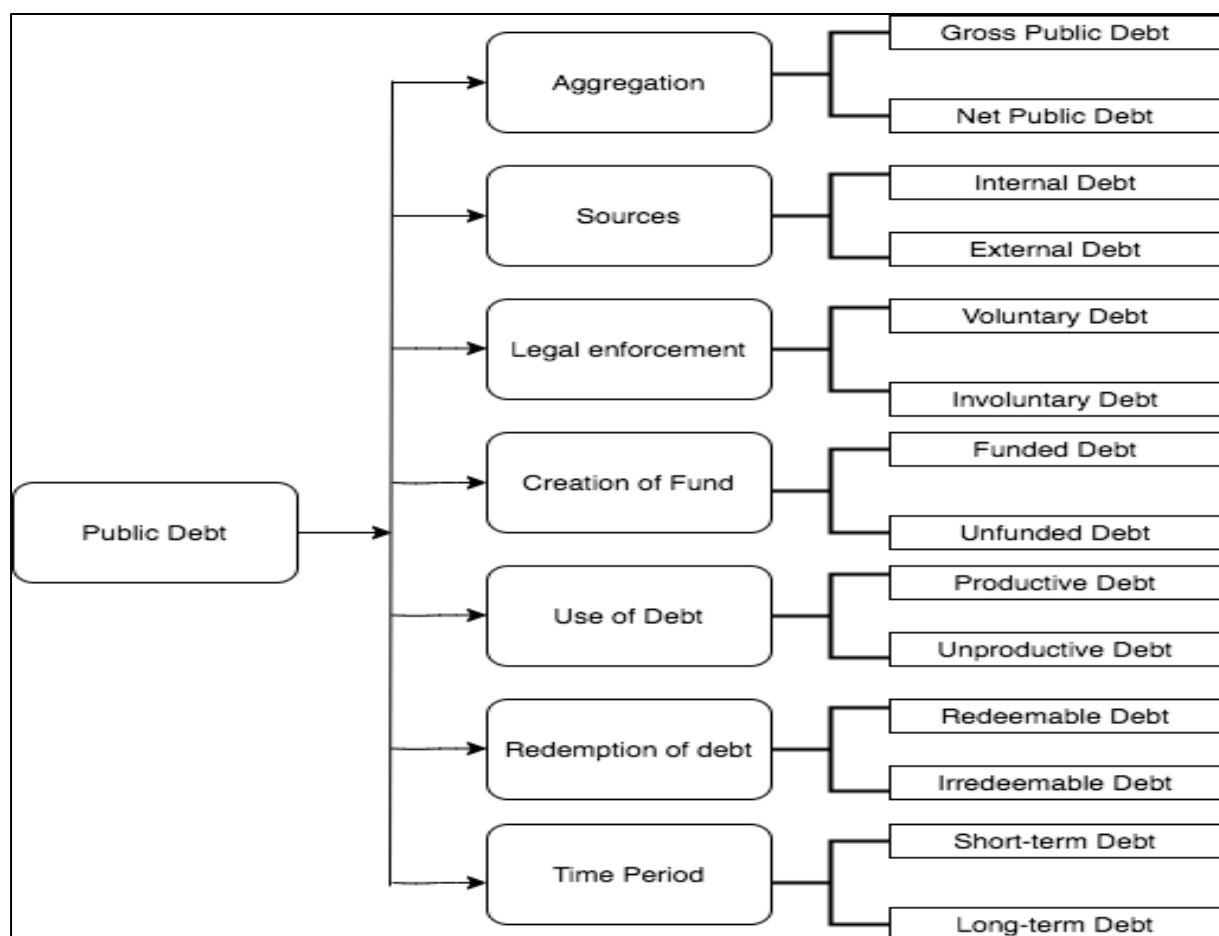 Public Debt
Aggregation
Gross Public Debt
Net Public Debt
Sources
Internal Debt
External Debt
Legal enforcement
Voluntary Debt
Involuntary Debt
Creation of Fund
Funded Debt
Unfunded Debt
Use of Debt
Productive Debt
Unproductive Debt
Redemption of debt
Redeemable Debt
Irredeemable Debt
Time Period
Short-term Debt
Long-term Debt